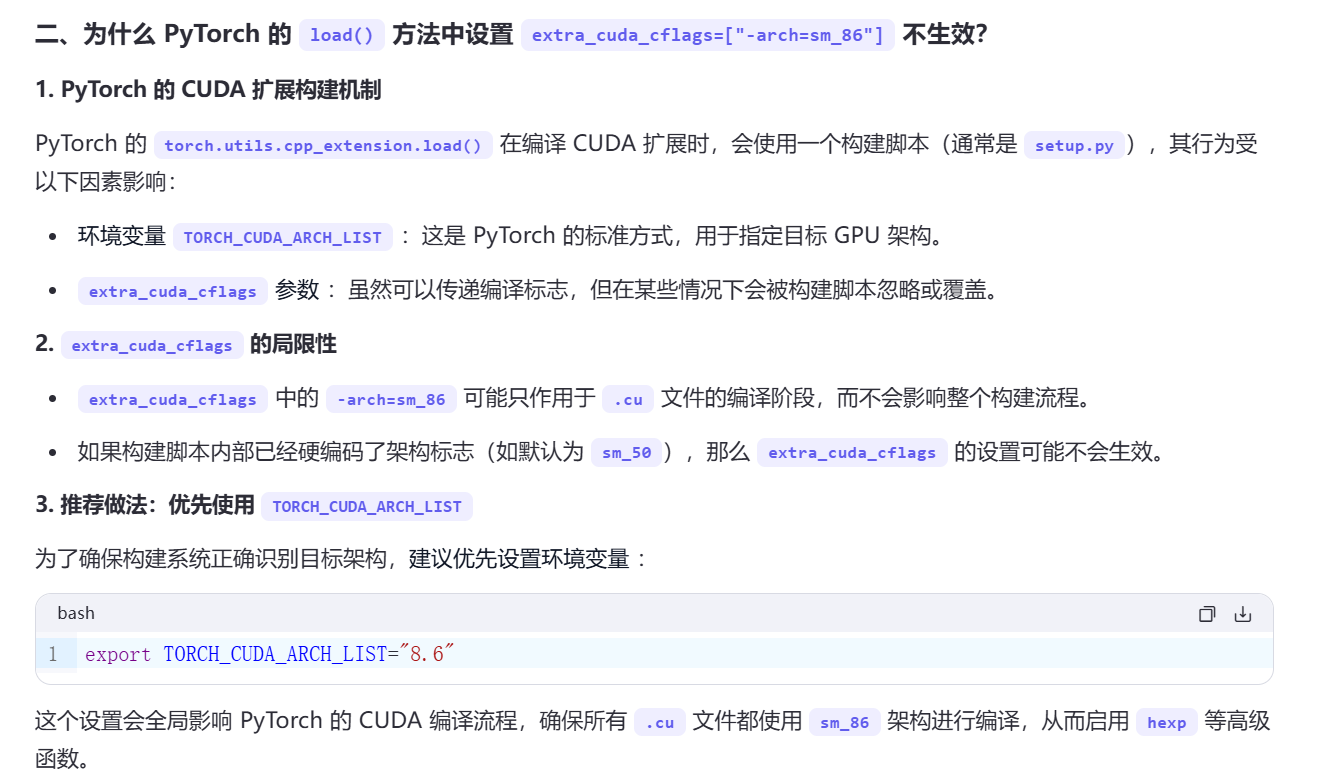 二、为什么 PyTorch 的 load() 方法中设置 extra_cuda_cflags=["-arch=sm_86"] 不生效？
1. PyTorch 的 CUDA 扩展构建机制
PyTorch 的 torch.utils.cpp_extension.load() 在编译 CUDA 扩展时，会使用一个构建脚本（通常是 setup.py），其行为受
以下因素影响：
• 环境变量 TORCH_CUDA_ARCH_LIST ：这是 PyTorch 的标准方式，用于指定目标 GPU 架构。
• extra_cuda_cflags 参数 ：虽然可以传递编译标志，但在某些情况下会被构建脚本忽略或覆盖。
2. extra_cuda_cflags 的局限性
• extra_cuda_cflags 中的 -arch=sm_86 可能只作用于 .cu 文件的编译阶段，而不会影响整个构建流程。
• 如果构建脚本内部已经硬编码了架构标志（如默认为 sm_50 ），那么 extra_cuda_cflags 的设置可能不会生效。
3. 推荐做法：优先使用 TORCH_CUDA_ARCH_LIST
为了确保构建系统正确识别目标架构，建议优先设置环境变量 ：
bash
1 export TORCH_CUDA_ARCH_LIST="8.6"
这个设置会全局影响 PyTorch 的 CUDA 编译流程，确保所有 .cu 文件都使用 sm_86 架构进行编译，从而启用 hexp 等高级
函数。